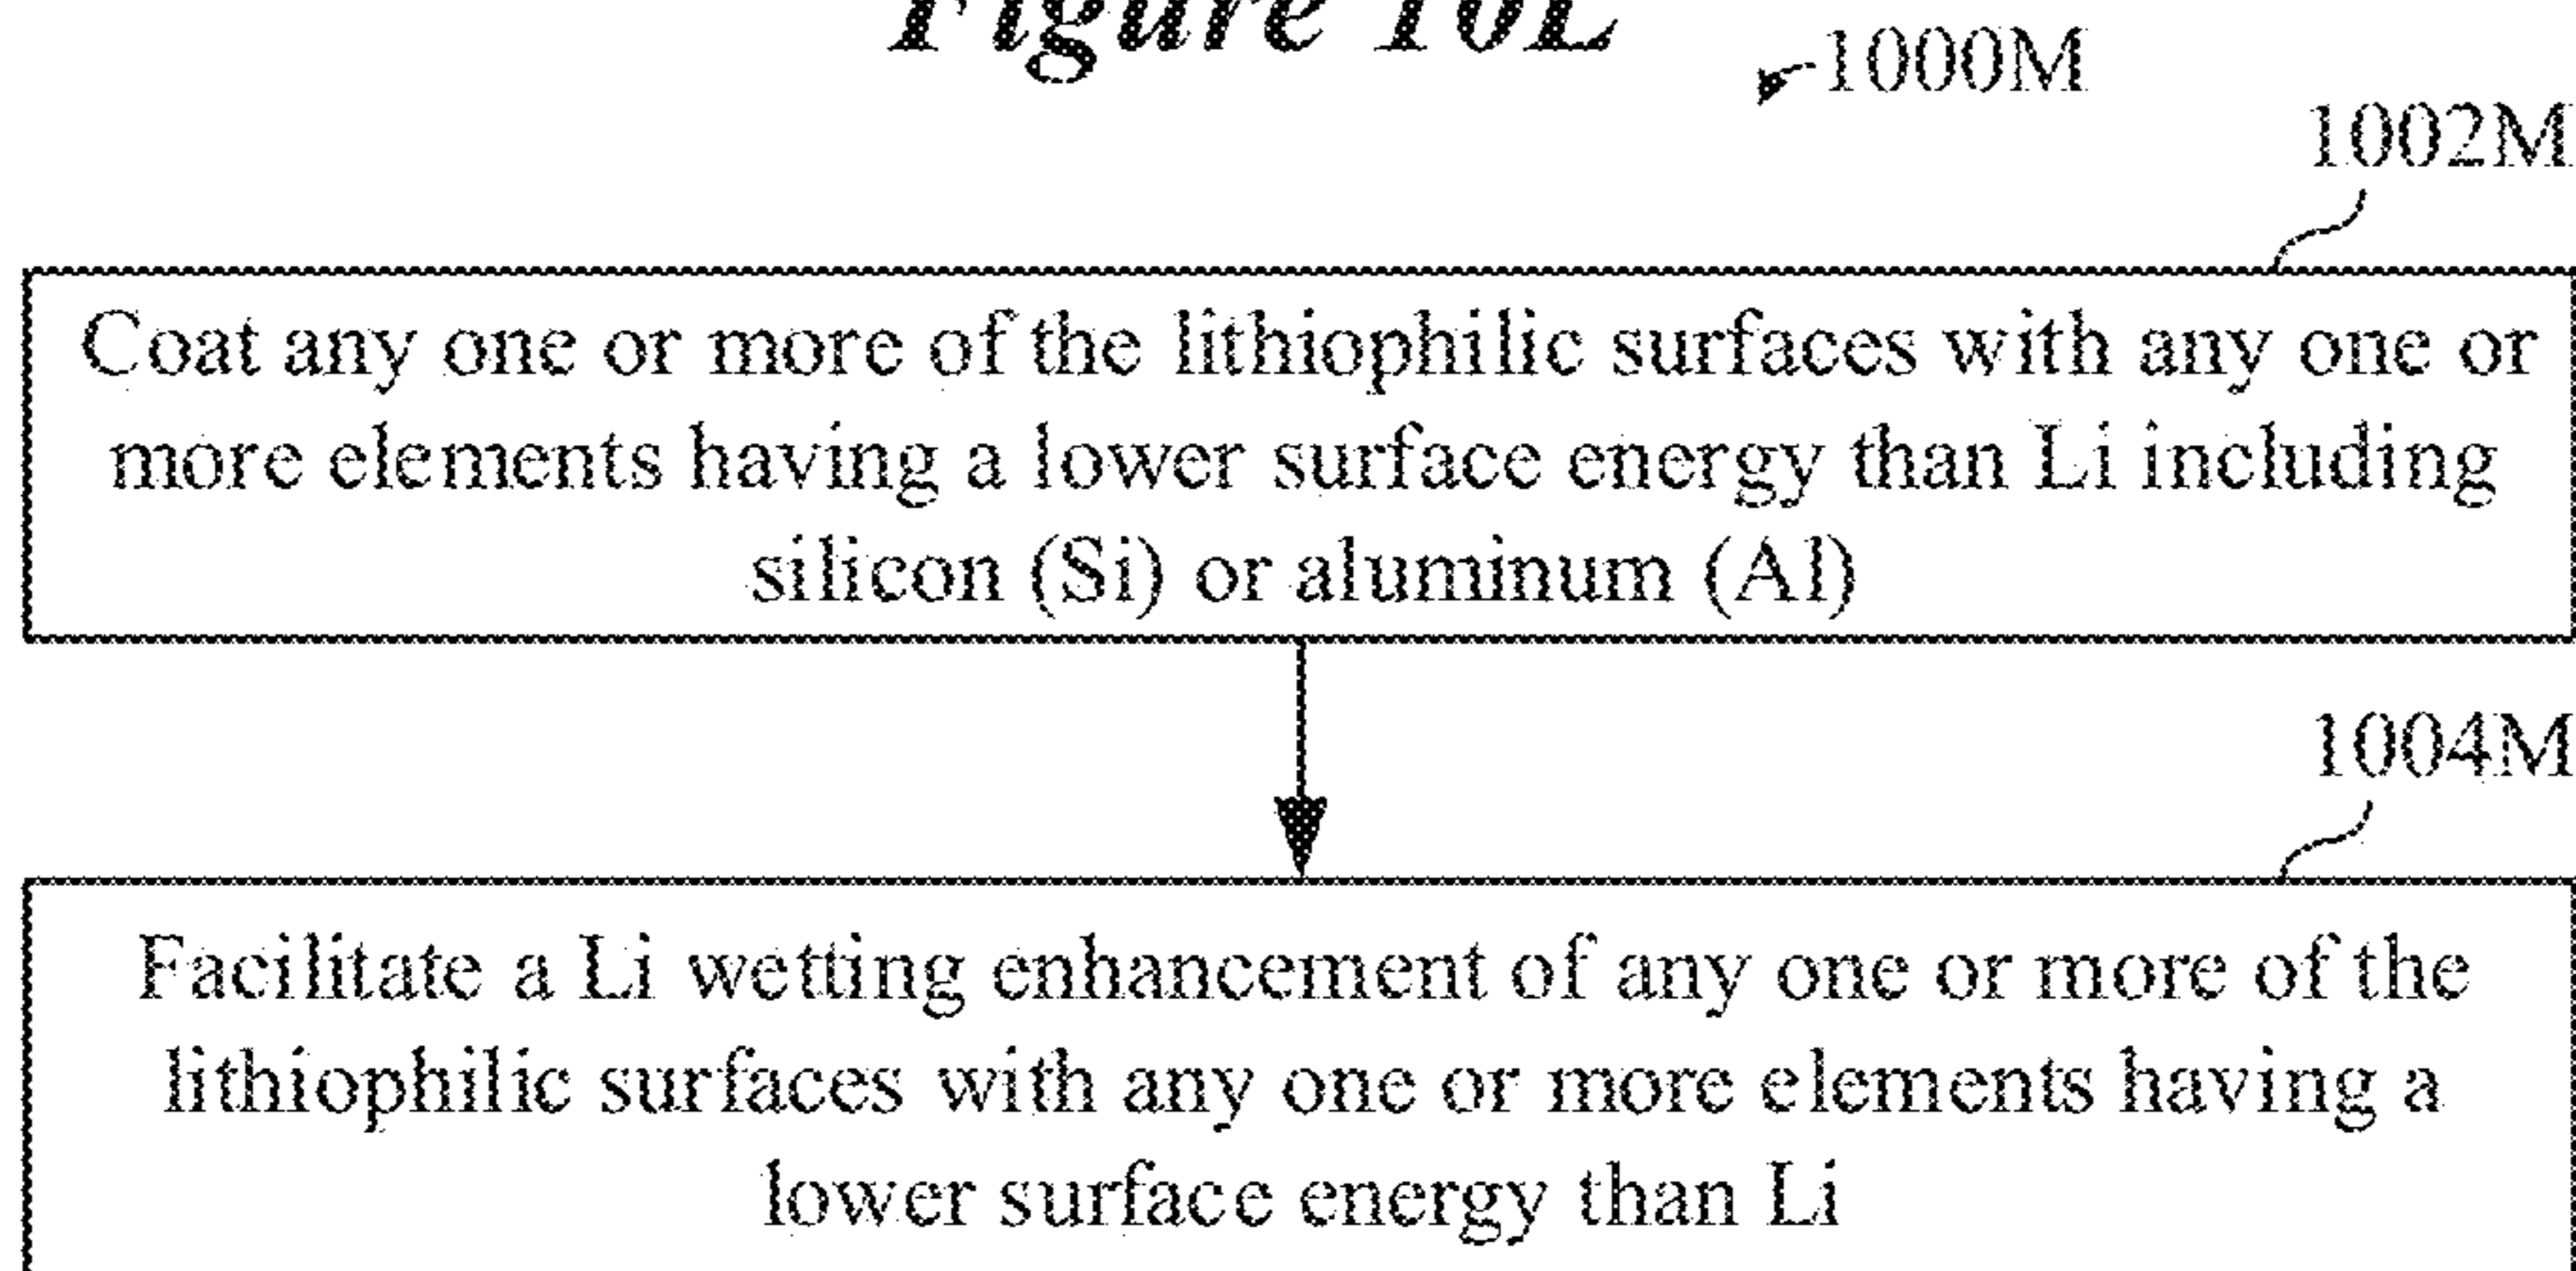 Figure 10L
1000M
1002M
Coat any one or more of the lithiophilic surfaces with any one or
more elements having a lower surface energy than Li including
silicon (Si) or aluminum (Al)
1004M
Facilitate a Li wetting enhancement of any one or more of the
lithiophilic surfaces with any one or more elements having a
lower surface energy than Li